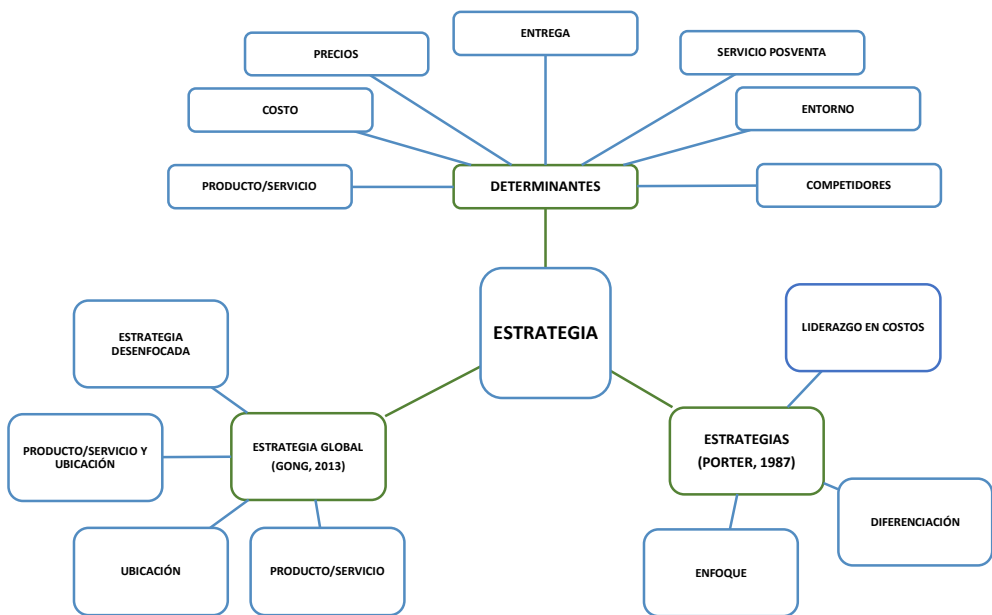 ENTREGA
PRECIOS
SERVICIO POSVENTA
COSTO
ENTORNO
PRODUCTO/SERVICIO
DETERMINANTES
COMPETIDORES
ESTRATEGIA
LIDERAZGO EN COSTOS
ESTRATEGIA
DESENFOCADA
PRODUCTO/SERVICIO Y
UBICACIÓN
ESTRATEGIA GLOBAL
(GONG, 2013)
ESTRATEGIAS
(PORTER, 1987)
DIFERENCIACIÓN
UBICACIÓN
PRODUCTO/SERVICIO
ENFOQUE